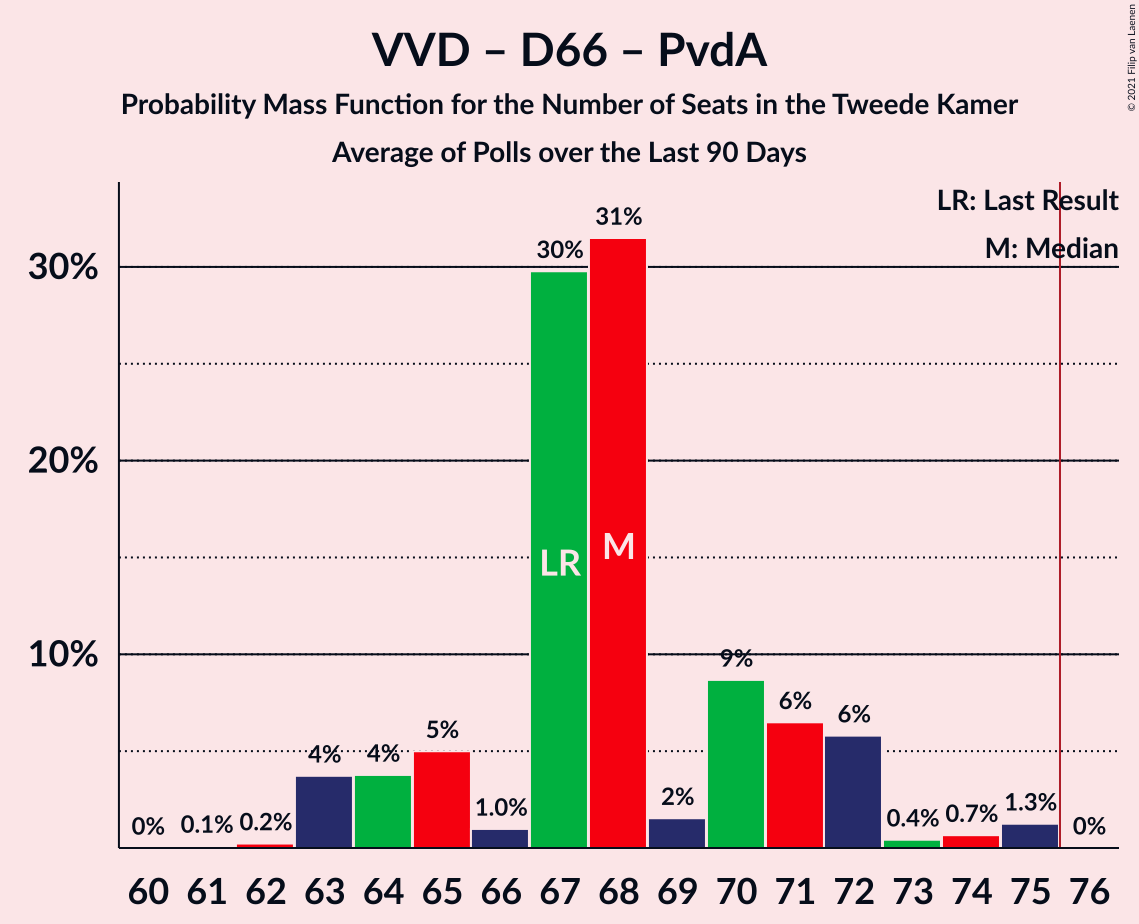 VVD – D66 – PvdA
Probability Mass Function for the Number of Seats in the Tweede Kamer
Average of Polls over the Last 90 Days
© 2021 Filip van Laenen
LR: Last Result
M: Median
30%
20%
10%
0%
0.1%
0.2%
4%
4%
5%
1.0%
30%
31%
2%
9%
6%
6%
0.4%
0.7%
1.3%
0%
LR
M
60 61 62 63 64 65 66 67 68 69 70 71 72 73 74 75 76